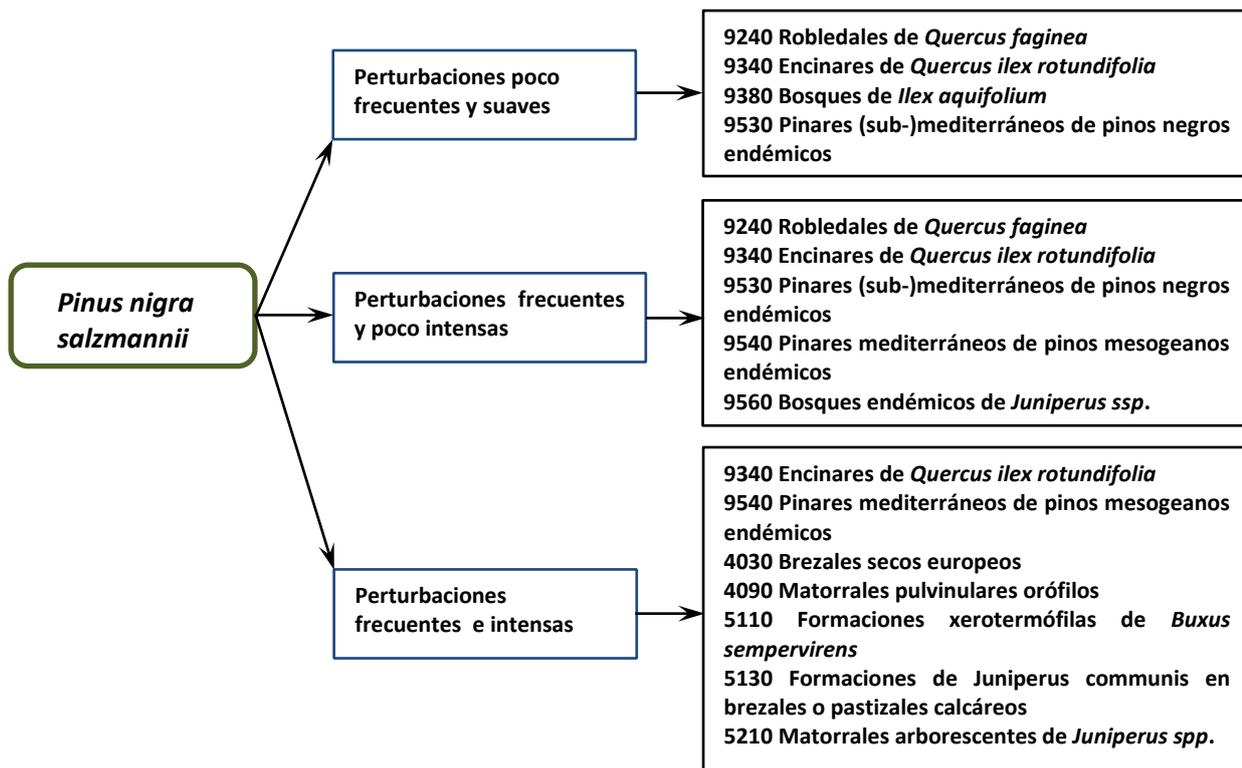 Pinus nigra
salzmannii
Perturbaciones poco
frecuentes y suaves
9240 Robledales de Quercus faginea
9340 Encinares de Quercus ilex rotundifolia
9380 Bosques de Ilex aquifolium
9530 Pinares (sub-)mediterráneos de pinos negros
endémicos
Perturbaciones frecuentes
y poco intensas
9240 Robledales de Quercus faginea
9340 Encinares de Quercus ilex rotundifolia
9530 Pinares (sub-)mediterráneos de pinos negros
endémicos
9540 Pinares mediterráneos de pinos mesogeanos
endémicos
9560 Bosques endémicos de Juniperus ssp.
Perturbaciones
frecuentes e intensas
9340 Encinares de Quercus ilex rotundifolia
9540 Pinares mediterráneos de pinos mesogeanos
endémicos
4030 Brezales secos europeos
4090 Matorrales pulvinulares orófilos
5110 Formaciones xerotermófilas de Buxus
sempervirens
5130 Formaciones de Juniperus communis en
brezales o pastizales calcáreos
5210 Matorrales arborescentes de Juniperus spp.